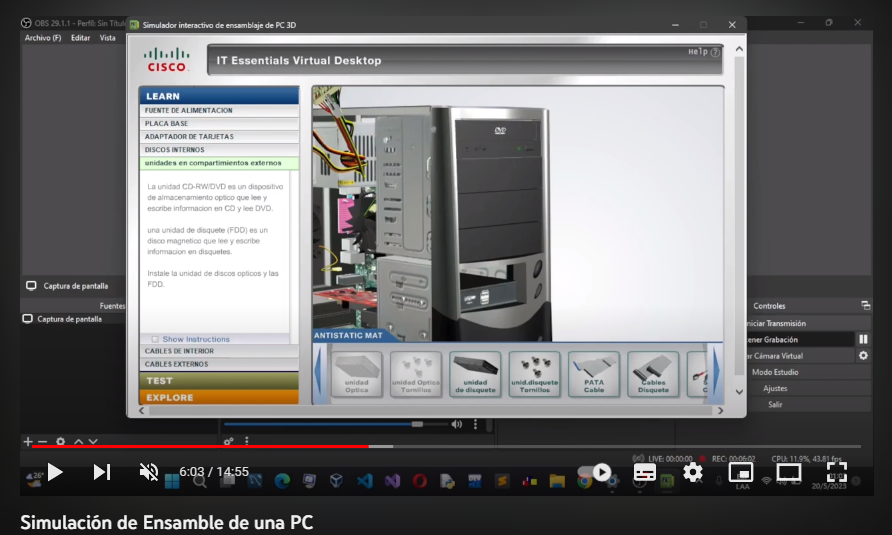 OBS 29.1.1 - Perfil: Sin Títul
Simulador interactivo de ensamblaje de PC 3D
Archivo (F) Editar Vista
CISCO
IT Essentials Virtual Desktop
Help ?
LEARN
FUENTE DE ALIMENTACION
PLACA BASE
ADAPTADOR DE TARJETAS
DISCOS INTERNOS
unidades en compartimientos externos
La unidad CD-RW/DVD es un dispositivo
de almacenamiento optico que lee y
escribe informacion en CD y lee DVD.
una unidad de disquete (FDD) es un
disco magnetico que lee y escribe
informacion en disquetes.
Instale la unidad de discos opticos y las
FDD.
Show Instructions
CABLES DE INTERIOR
CABLES EXTERNOS
TEST
EXPLORE
DVD
ANTISTATIC MAT
unidad
Optica
unidad Optica
Tornillos
unidad
de disquete
unid.disquete
Tornillos
PATA
Cable
Cables
Disquete
Captura de pantalla
Fuentes
Captura de pantalla
Controles
niciar Transmisión
tener Grabación
ar Cámara Virtual
Modo Estudio
Ajustes
Salir
LIVE: 00:00:00
REC: 00:06:02
CPU: 11.9%, 43.81 fps
6:03 / 14:55
26°
LAA
20/5/2023
Simulación de Ensamble de una PC